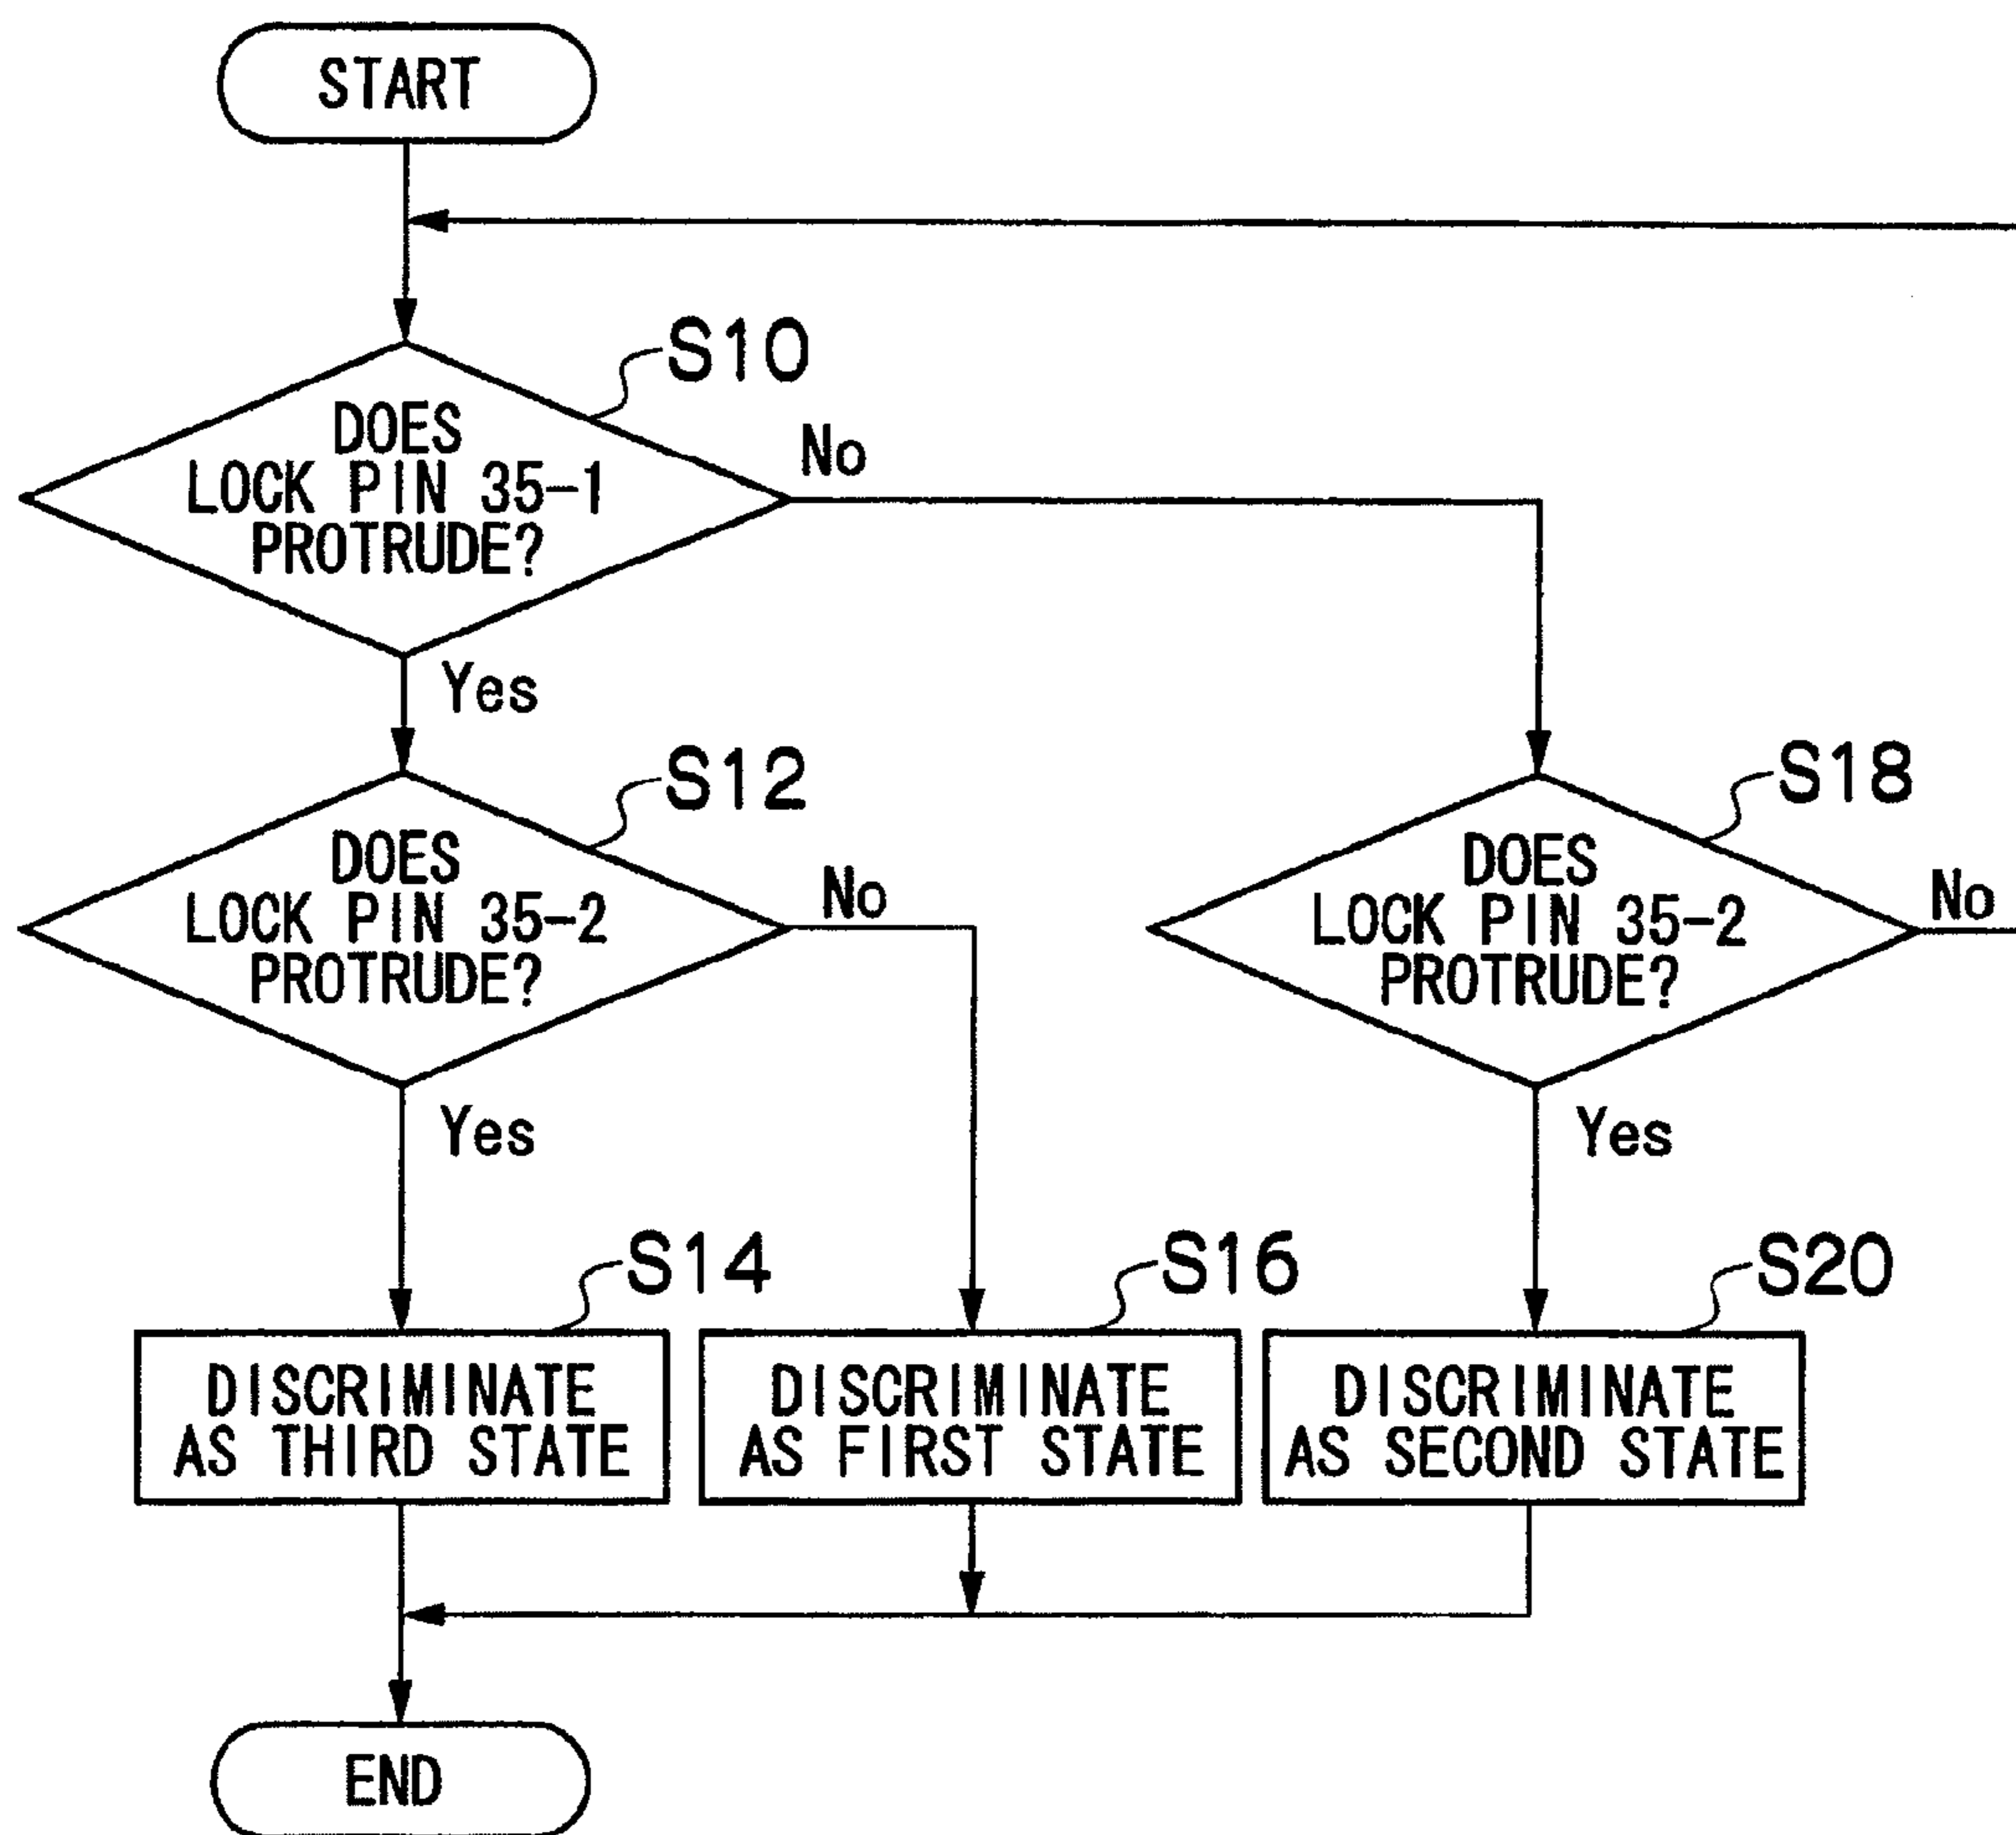 START
S10
DOES
LOCK PIN 35-1
PROTRUDE?
No
Yes
S12
DOES
LOCK PIN 35-2
PROTRUDE?
No
Yes
S18
DOES
LOCK PIN 35-2
PROTRUDE?
No
Yes
S14
DISCRIMINATE
AS THIRD STATE
S16
DISCRIMINATE
AS FIRST STATE
S20
DISCRIMINATE
AS SECOND STATE
END